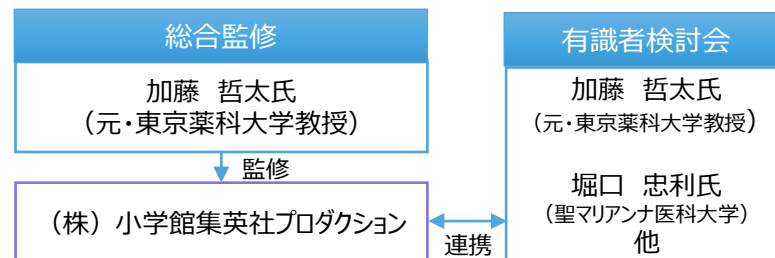 総合監修
加藤 哲太氏
（元・東京薬科大学教授）
監修
（株）小学館集英社プロダクション
連携
有識者検討会
加藤 哲太氏
（元・東京薬科大学教授）
堀口 忠利氏
（聖マリアンナ医科大学）
他